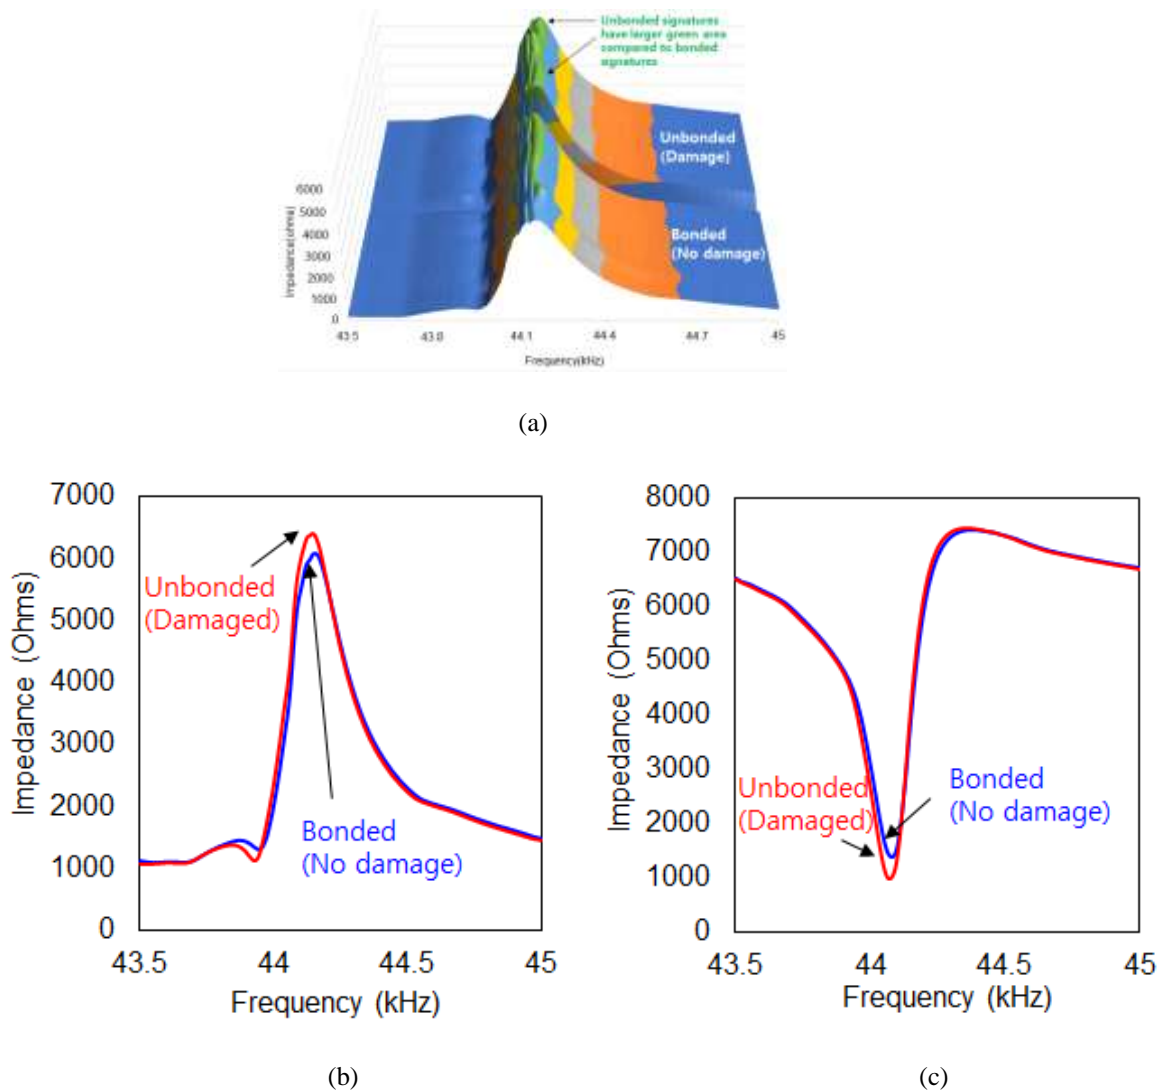 Unbonded signatures
have larger green area
compared to bonded
signatures
Unbonded
(Damage)
Bonded
(No damage)
6000
5000
4000
3000
2000
1000
0
Impedance(ohms)
43.5
43.8
44.1
44.4
44.7
45
Frequency(kHz)
(a)
7000
6000
5000
4000
3000
2000
1000
0
Impedance (Ohms)
Unbonded
(Damaged)
Bonded
(No damage)
43.5
44
44.5
45
Frequency (kHz)
(b)
8000
7000
6000
5000
4000
3000
2000
1000
0
Impedance (Ohms)
Unbonded
(Damaged)
Bonded
(No damage)
43.5
44
44.5
45
Frequency (kHz)
(c)